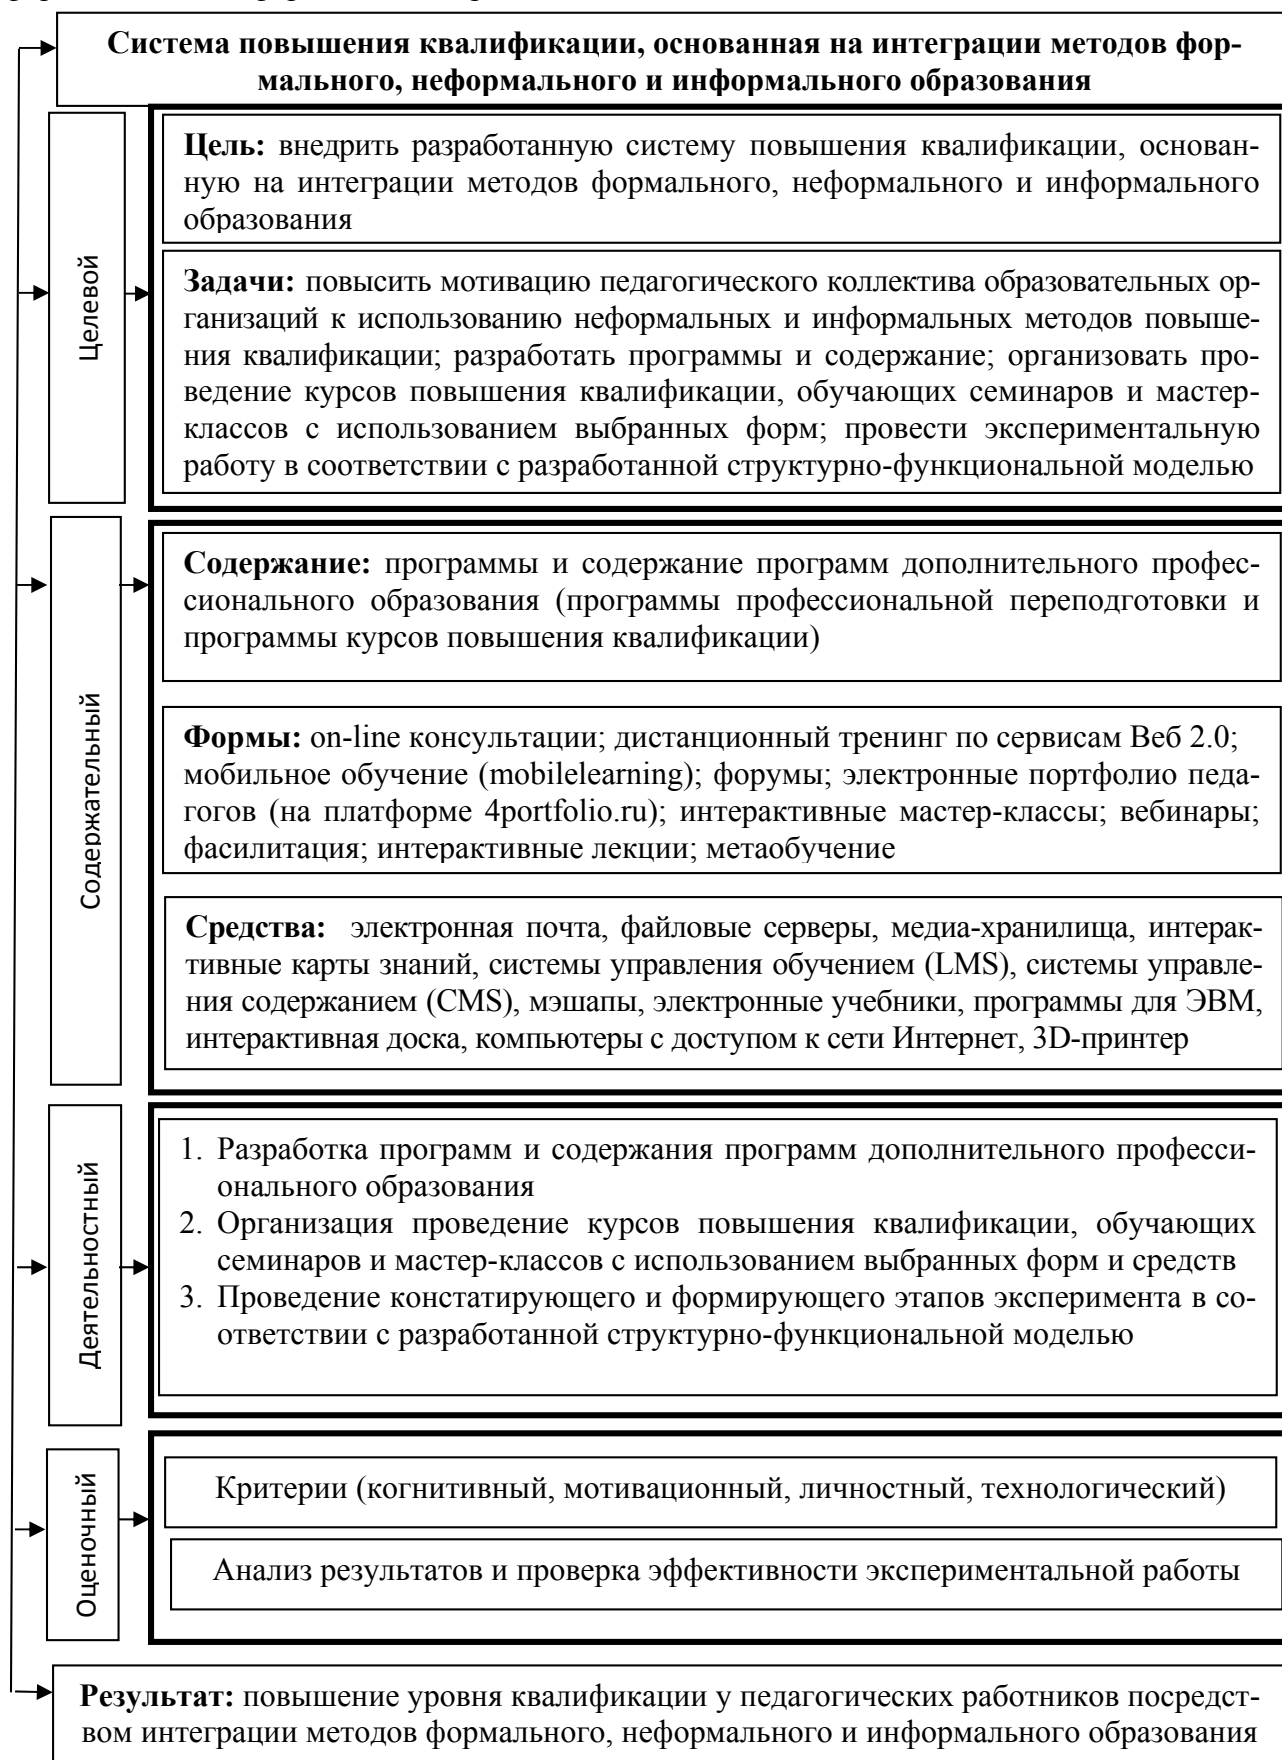 Система повышения квалификации, основанная на интеграции методов фор-
мального, неформального и информального образования
Целевой
Цель: внедрить разработанную систему повышения квалификации, основан-
ную на интеграции методов формального, неформального и информального
образования
Задачи: повысить мотивацию педагогического коллектива образовательных ор-
ганизаций к использованию неформальных и информальных методов повыше-
ния квалификации; разработать программы и содержание; организовать про-
ведение курсов повышения квалификации, обучающих семинаров и мастер-
классов с использованием выбранных форм; провести экспериментальную
работу в соответствии с разработанной структурно-функциональной моделью
Содержательный
Содержание: программы и содержание программ дополнительного профес-
сионального образования (программы профессиональной переподготовки и
программы курсов повышения квалификации)
Формы: on-line консультации; дистанционный тренинг по сервисам Веб 2.0;
мобильное обучение (mobilelearning); форумы; электронные портфолио педа-
гогов (на платформе 4portfolio.ru); интерактивные мастер-классы; вебинары;
фасилитация; интерактивные лекции; метаобучение
Средства: электронная почта, файловые серверы, медиа-хранилища, интерак-
тивные карты знаний, системы управления обучением (LMS), системы управле-
ния содержанием (CMS), мэшапы, электронные учебники, программы для ЭВМ,
интерактивная доска, компьютеры с доступом к сети Интернет, 3D-принтер
Деятельностный
1. Разработка программ и содержания программ дополнительного професси-
онального образования
2. Организация проведение курсов повышения квалификации, обучающих
семинаров и мастер-классов с использованием выбранных форм и средств
3. Проведение констатирующего и формирующего этапов эксперимента в со-
ответствии с разработанной структурно-функциональной моделью
Оценочный
Критерии (когнитивный, мотивационный, личностный, технологический)
Анализ результатов и проверка эффективности экспериментальной работы
Результат: повышение уровня квалификации у педагогических работников посредст-
вом интеграции методов формального, неформального и информального образования